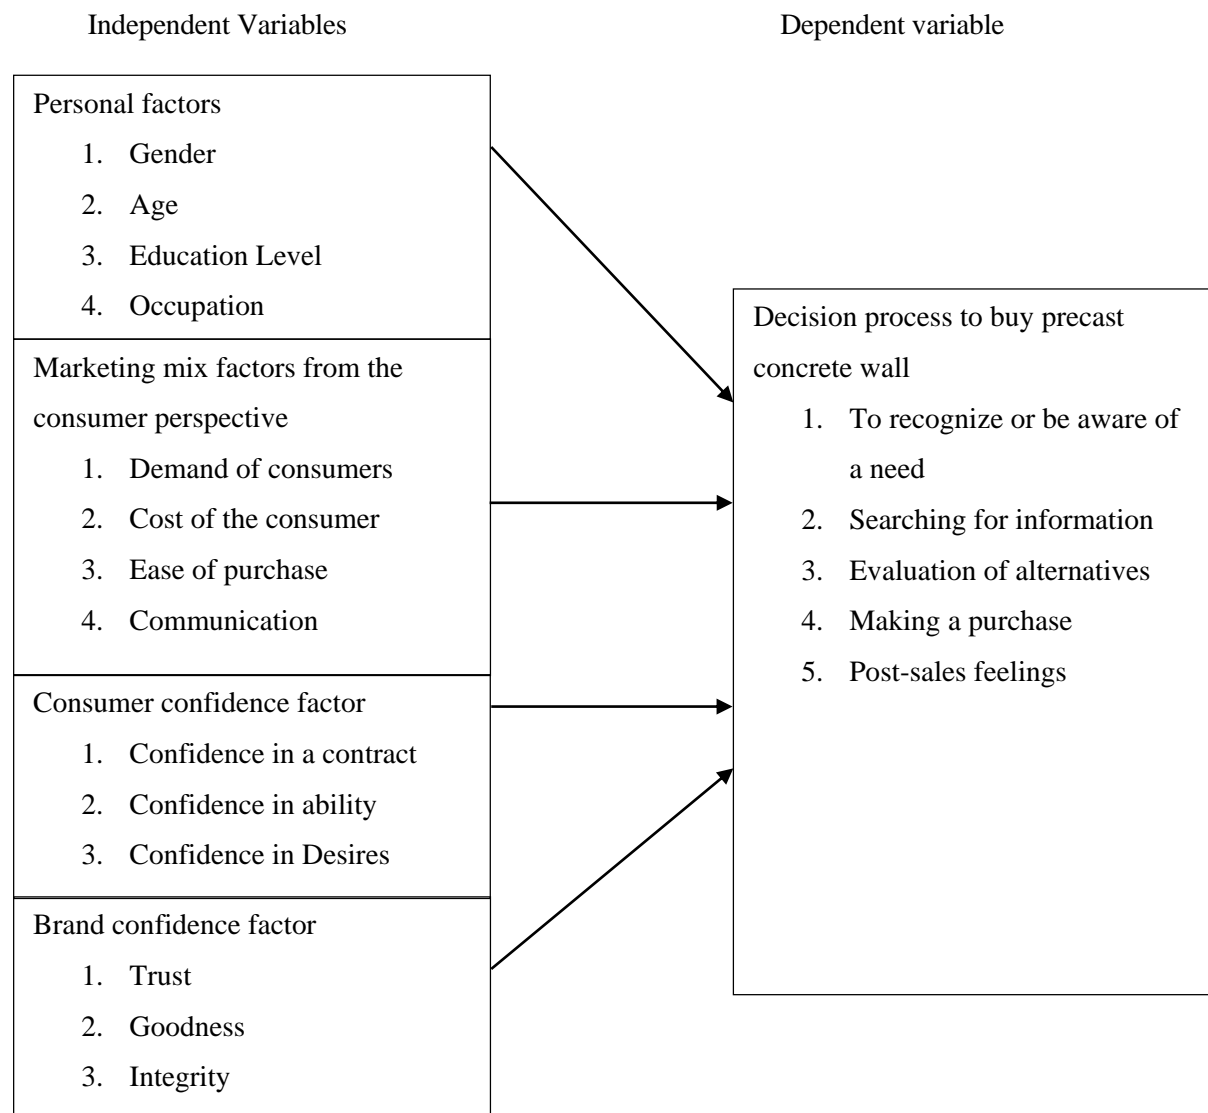 Independent Variables
Dependent variable
Personal factors
1. Gender
2. Age
3. Education Level
4. Occupation
Marketing mix factors from the
consumer perspective
1. Demand of consumers
2. Cost of the consumer
3. Ease of purchase
4. Communication
Consumer confidence factor
1. Confidence in a contract
2. Confidence in ability
3. Confidence in Desires
Brand confidence factor
1. Trust
2. Goodness
3. Integrity
Decision process to buy precast
concrete wall
1. To recognize or be aware of
a need
2. Searching for information
3. Evaluation of alternatives
4. Making a purchase
5. Post-sales feelings